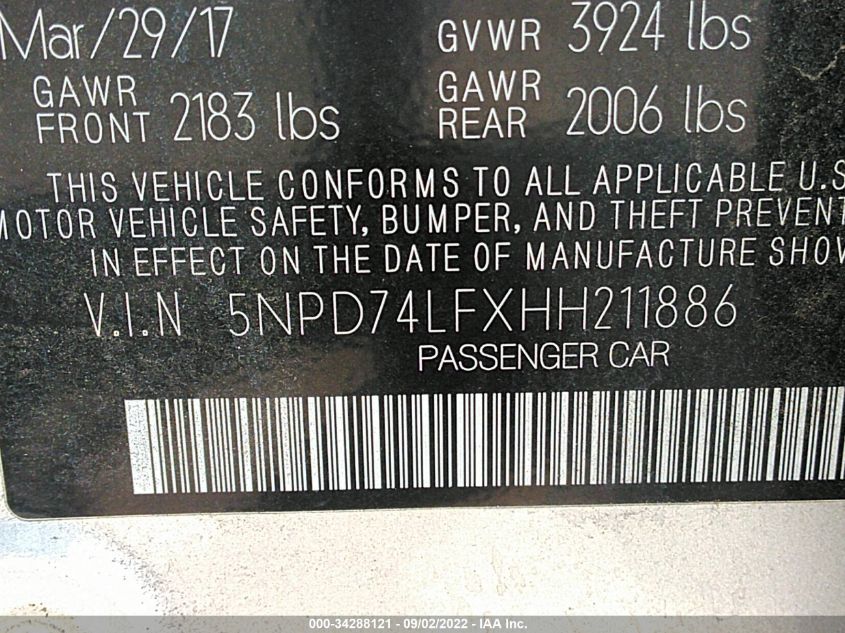 Mar/29/17 GVWR 3924 lbs
GAWR FRONT 2183 lbs GAWR REAR 2006 lbs
THIS VEHICLE CONFORMS TO ALL APPLICABLE U.S
MOTOR VEHICLE SAFETY, BUMPER, AND THEFT PREVENT
IN EFFECT ON THE DATE OF MANUFACTURE SHOW
V.I.N 5NPD74LFXHH211886
PASSENGER CAR
000-34288121 - 09/02/2022 - IAA Inc.